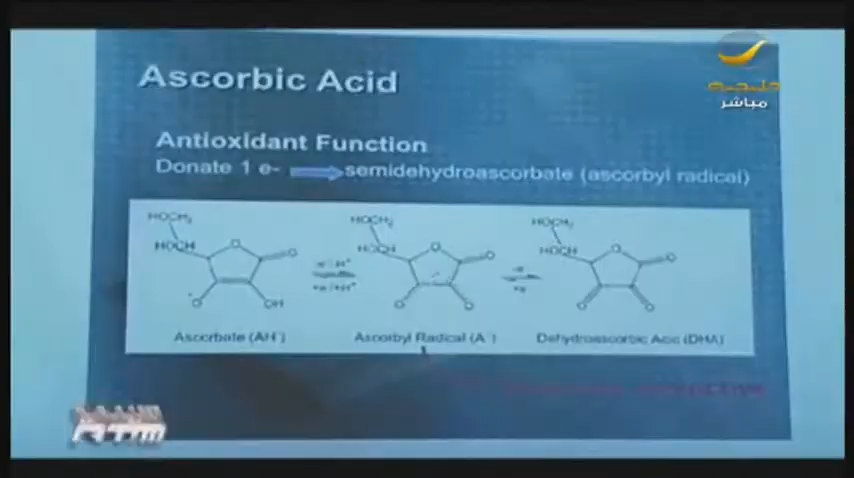 Ascorbic Acid
خليجية
مباشر
Antioxidant Function
Donate 1 e- semidehydroascorbate (ascorbyl radical)
HOCH₂ HOCH₂ HOCH₂
HOCH HOCH HOCH
O O O O O O
O⁻ OH O O O O
Ascorbate (AH⁻) Ascorbyl Radical (A⁻) Dehydroascorbic Acid (DHA)